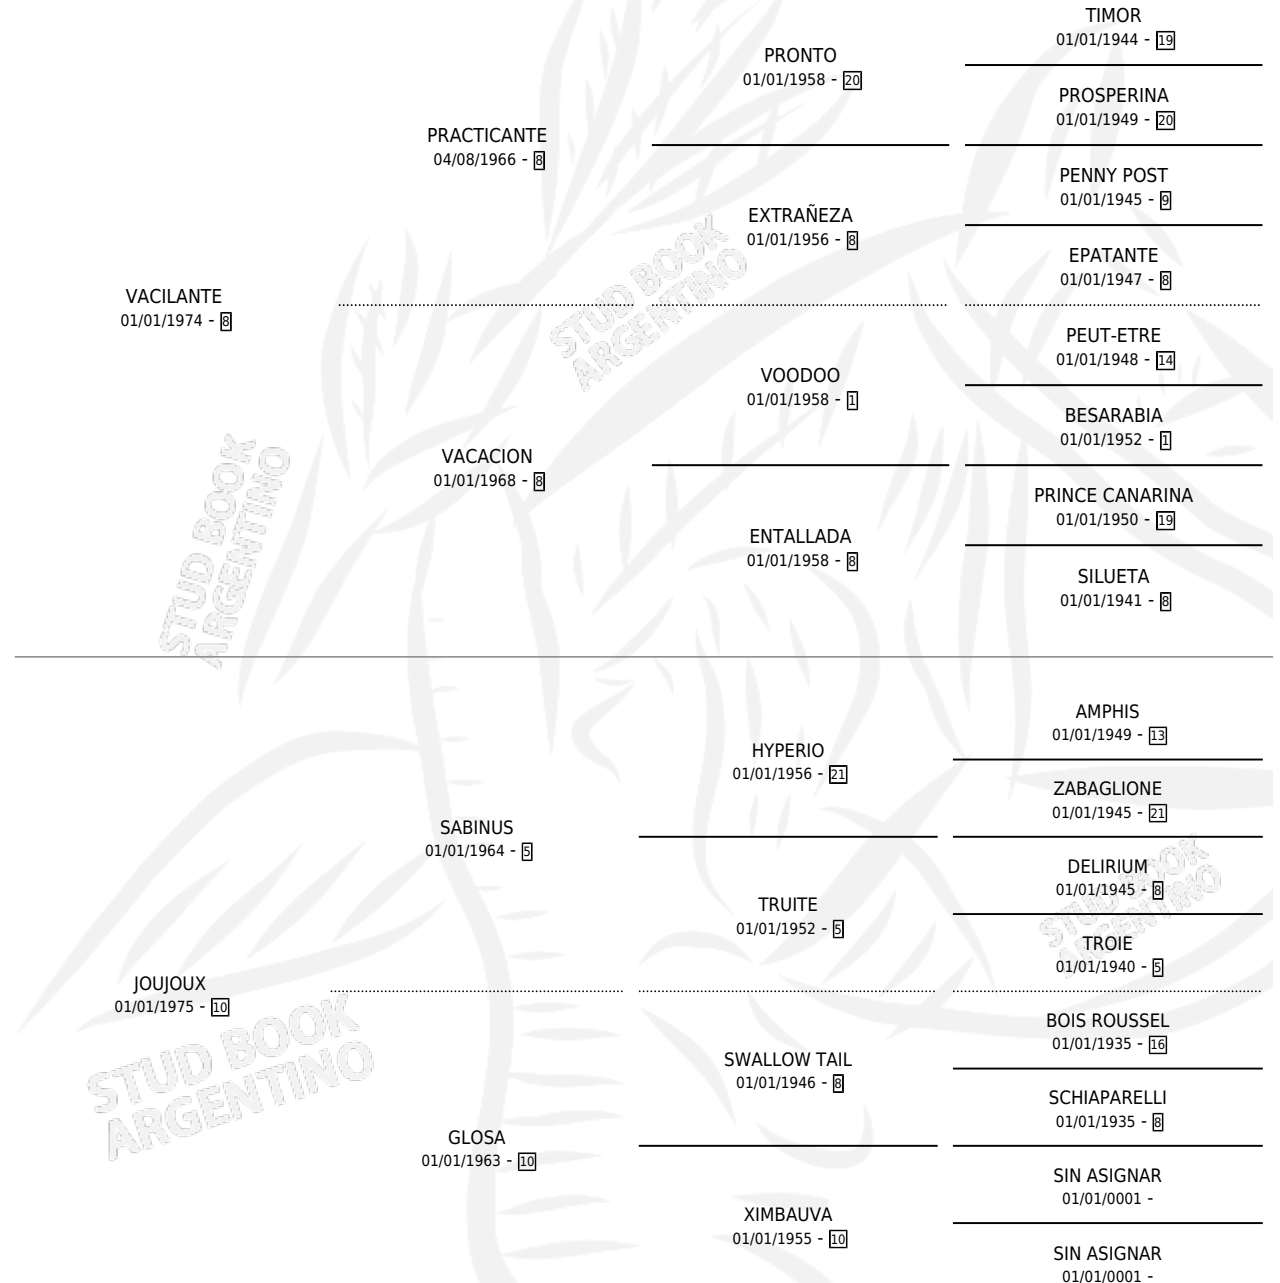 TIMOR
01/01/1944 - 19
PRONTO
01/01/1958 - 20
PROSPERINA
01/01/1949 - 20
PRACTICANTE
04/08/1966 - 8
PENNY POST
01/01/1945 - 9
EXTRAÑEZA
01/01/1956 - 8
EPATANTE
01/01/1947 - 8
VACILANTE
01/01/1974 - 8
PEUT-ETRE
01/01/1948 - 14
VOODOO
01/01/1958 - 1
BESARABIA
01/01/1952 - 1
VACACION
01/01/1968 - 8
PRINCE CANARINA
01/01/1950 - 19
ENTALLADA
01/01/1958 - 8
SILUETA
01/01/1941 - 8
STUD BOOK
ARGENTINO
STUD BOOK
ARGENTINO
AMPHIS
01/01/1949 - 13
HYPERIO
01/01/1956 - 21
ZABAGLIONE
01/01/1945 - 21
SABINUS
01/01/1964 - 5
DELIRIUM
01/01/1945 - 8
TRUITE
01/01/1952 - 5
TROIE
01/01/1940 - 5
JOUJOUX
01/01/1975 - 10
BOIS ROUSSEL
01/01/1935 - 16
SWALLOW TAIL
01/01/1946 - 8
SCHIAPARELLI
01/01/1935 - 8
GLOSA
01/01/1963 - 10
SIN ASIGNAR
01/01/0001 -
XIMBAUVA
01/01/1955 - 10
SIN ASIGNAR
01/01/0001 -
STUD BOOK
ARGENTINO
STUD BOOK
ARGENTINO